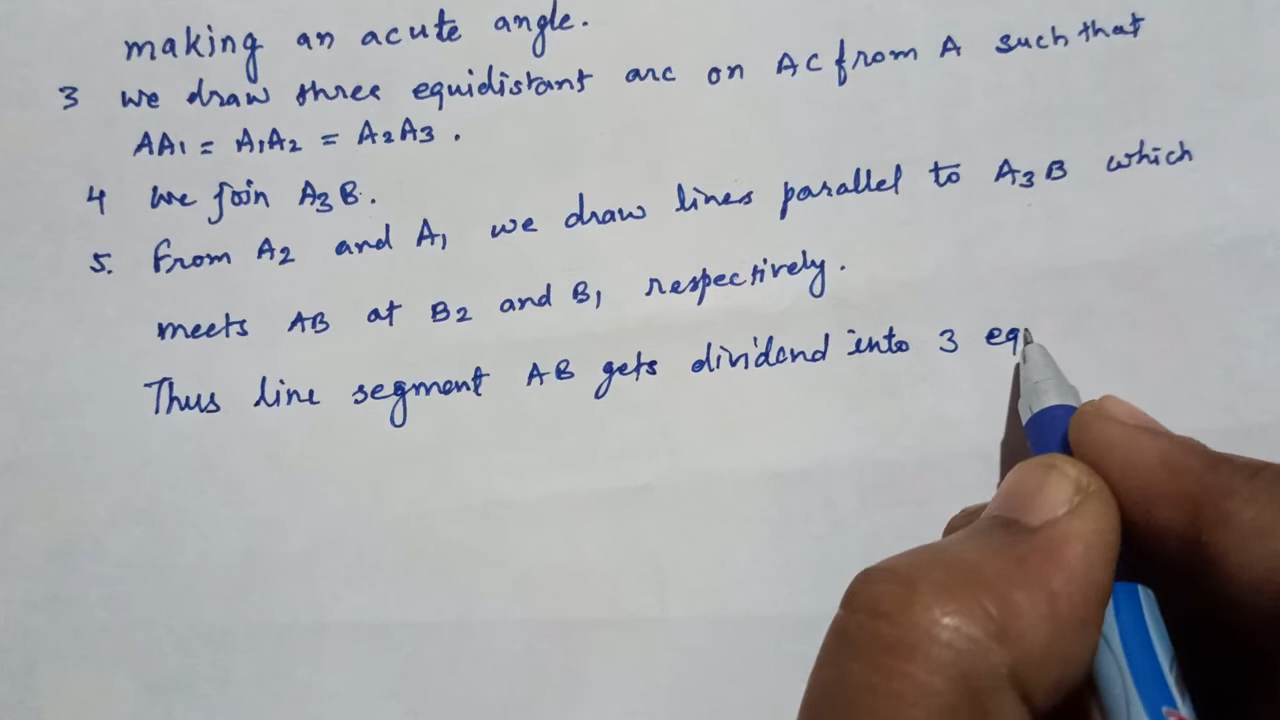 making an acute angle.
3 We draw three equidistant arc on AC from A such that
AA1 = A1A2 = A2A3.
4 We join A3B.
5. From A2 and A1 we draw lines parallel to A3B which
meets AB at B2 and B1 respectively.
Thus line segment AB gets dividend into 3 eq